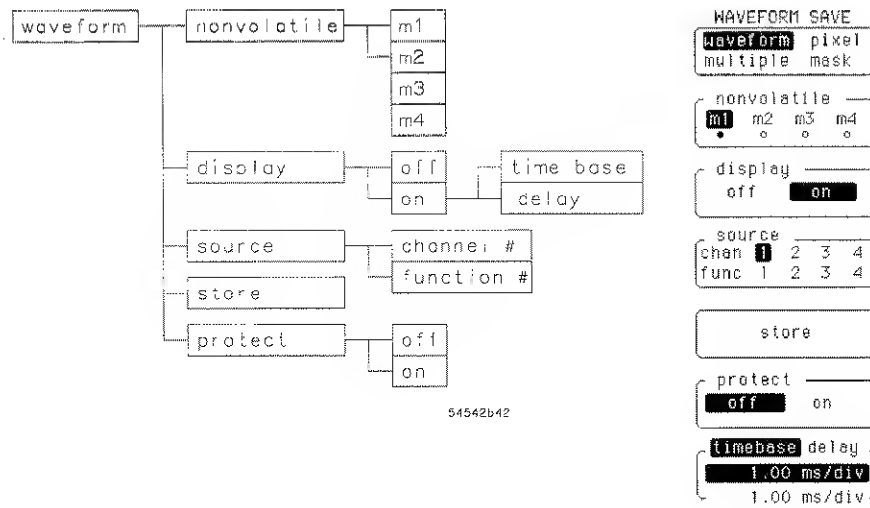 waveform
nonvolatile
m1
m2
m3
m4
display
off
on
time base
delay
source
channel #
function #
store
protect
off
on
54542b42
WAVEFORM SAVE
waveform pixel
multiple mask
nonvolatile
m1 m2 m3 m4
display
off on
source
chan 1 2 3 4
func 1 2 3 4
store
protect
off on
timebase delay
1.00 ms/div
1.00 ms/div